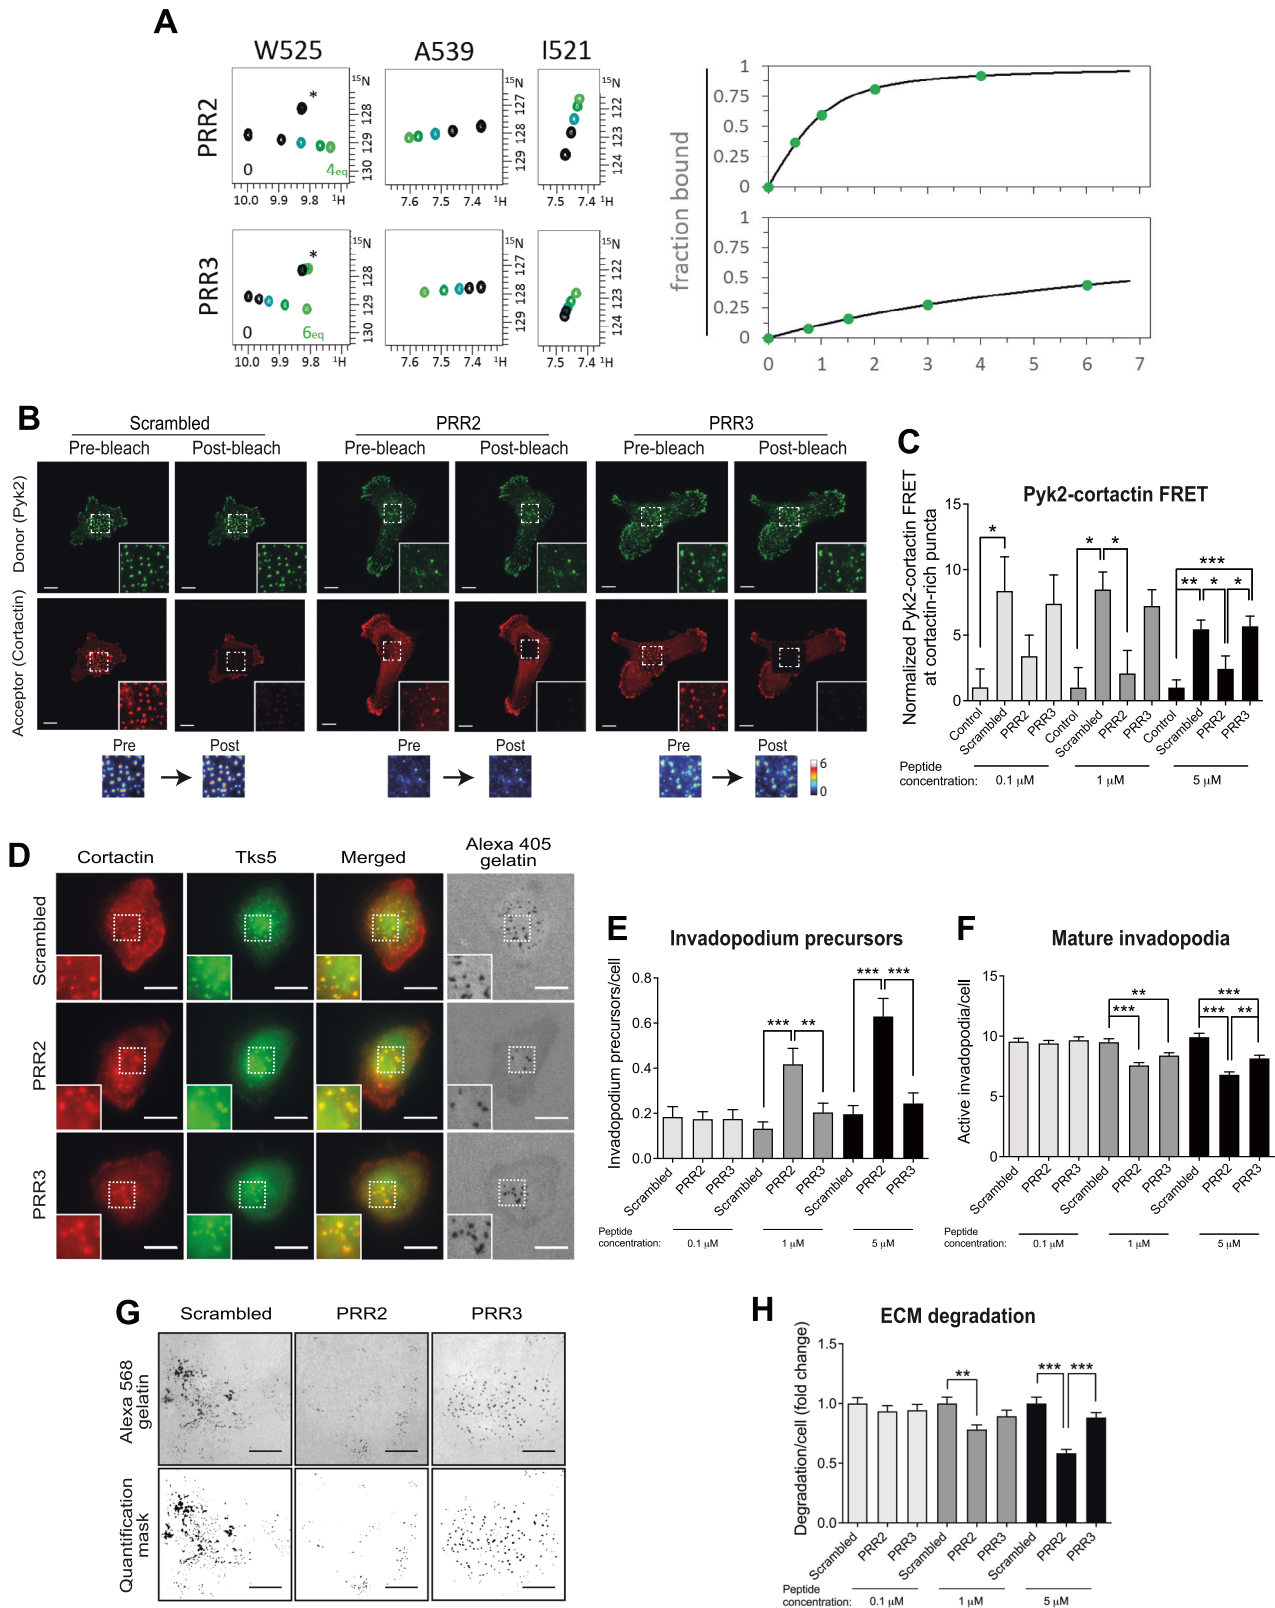 A
W525
A539
I521
PRR2
* 15N
128
129
130
0
4eq
10.0 9.9 9.8 1H
15N
127
128
129
7.6 7.5 7.4 1H
15N
122
123
124
7.5 7.4 1H
PRR3
* 15N
128
129
130
0
6eq
10.0 9.9 9.8 1H
15N
127
128
129
7.6 7.5 7.4 1H
15N
122
123
124
7.5 7.4 1H
fraction bound
1
0.75
0.5
0.25
0
1
0.75
0.5
0.25
0
0 1 2 3 4 5 6 7
B
Scrambled
PRR2
PRR3
Pre-bleach Post-bleach Pre-bleach Post-bleach Pre-bleach Post-bleach
Donor (Pyk2)
Acceptor (Cortactin)
Pre Post Pre Post Pre Post
6
0
C
Pyk2-cortactin FRET
Normalized Pyk2-cortactin FRET
at cortactin-rich puncta
15
10
5
0
* * * ** * * ***
Control Scrambled PRR2 PRR3 Control Scrambled PRR2 PRR3 Control Scrambled PRR2 PRR3
Peptide
concentration: 0.1 μM 1 μM 5 μM
D
Cortactin Tks5 Merged Alexa 405
gelatin
Scrambled
PRR2
PRR3
E
Invadopodium precursors
Invadopodium precursors/cell
0.8
0.6
0.4
0.2
0.0
*** ** *** ***
Scrambled PRR2 PRR3 Scrambled PRR2 PRR3 Scrambled PRR2 PRR3
Peptide
concentration: 0.1 μM 1 μM 5 μM
F
Mature invadopodia
Active invadopodia/cell
15
10
5
0
** *** *** *** **
Scrambled PRR2 PRR3 Scrambled PRR2 PRR3 Scrambled PRR2 PRR3
Peptide
concentration: 0.1 μM 1 μM 5 μM
G
Scrambled PRR2 PRR3
Alexa 568
gelatin
Quantification
mask
H
ECM degradation
Degradation/cell (fold change)
1.5
1.0
0.5
0.0
** *** ***
Scrambled PRR2 PRR3 Scrambled PRR2 PRR3 Scrambled PRR2 PRR3
Peptide
concentration: 0.1 μM 1 μM 5 μM